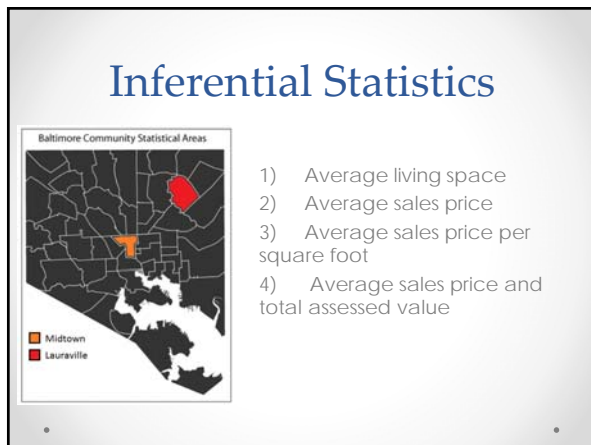 Inferential Statistics
Baltimore Community Statistical Areas
Midtown
Lauraville
1) Average living space
2) Average sales price
3) Average sales price per
square foot
4) Average sales price and
total assessed value